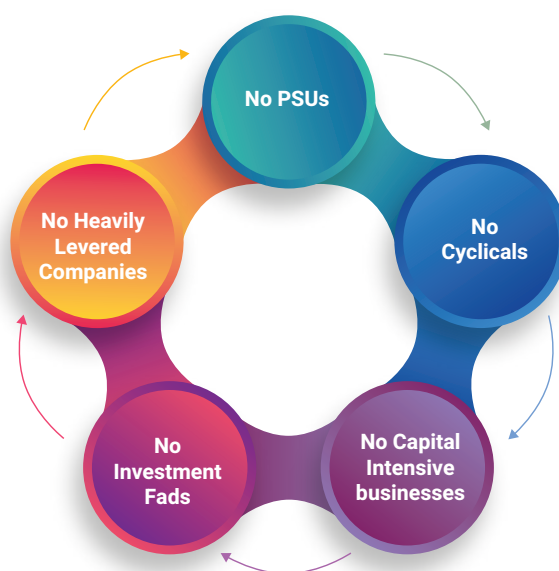 No PSUs
No
Cyclicals
No Capital
Intensive
businesses
No
Investment
Fads
No Heavily
Levered
Companies